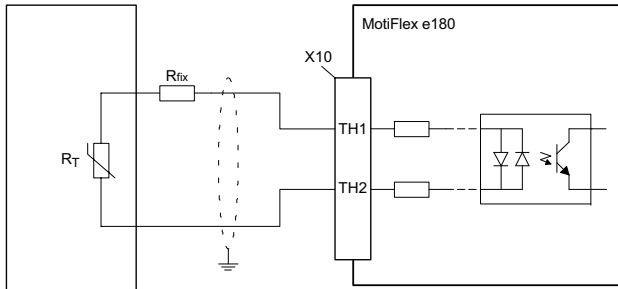 MotiFlex e180
X10
Rfix
TH1
RT
TH2